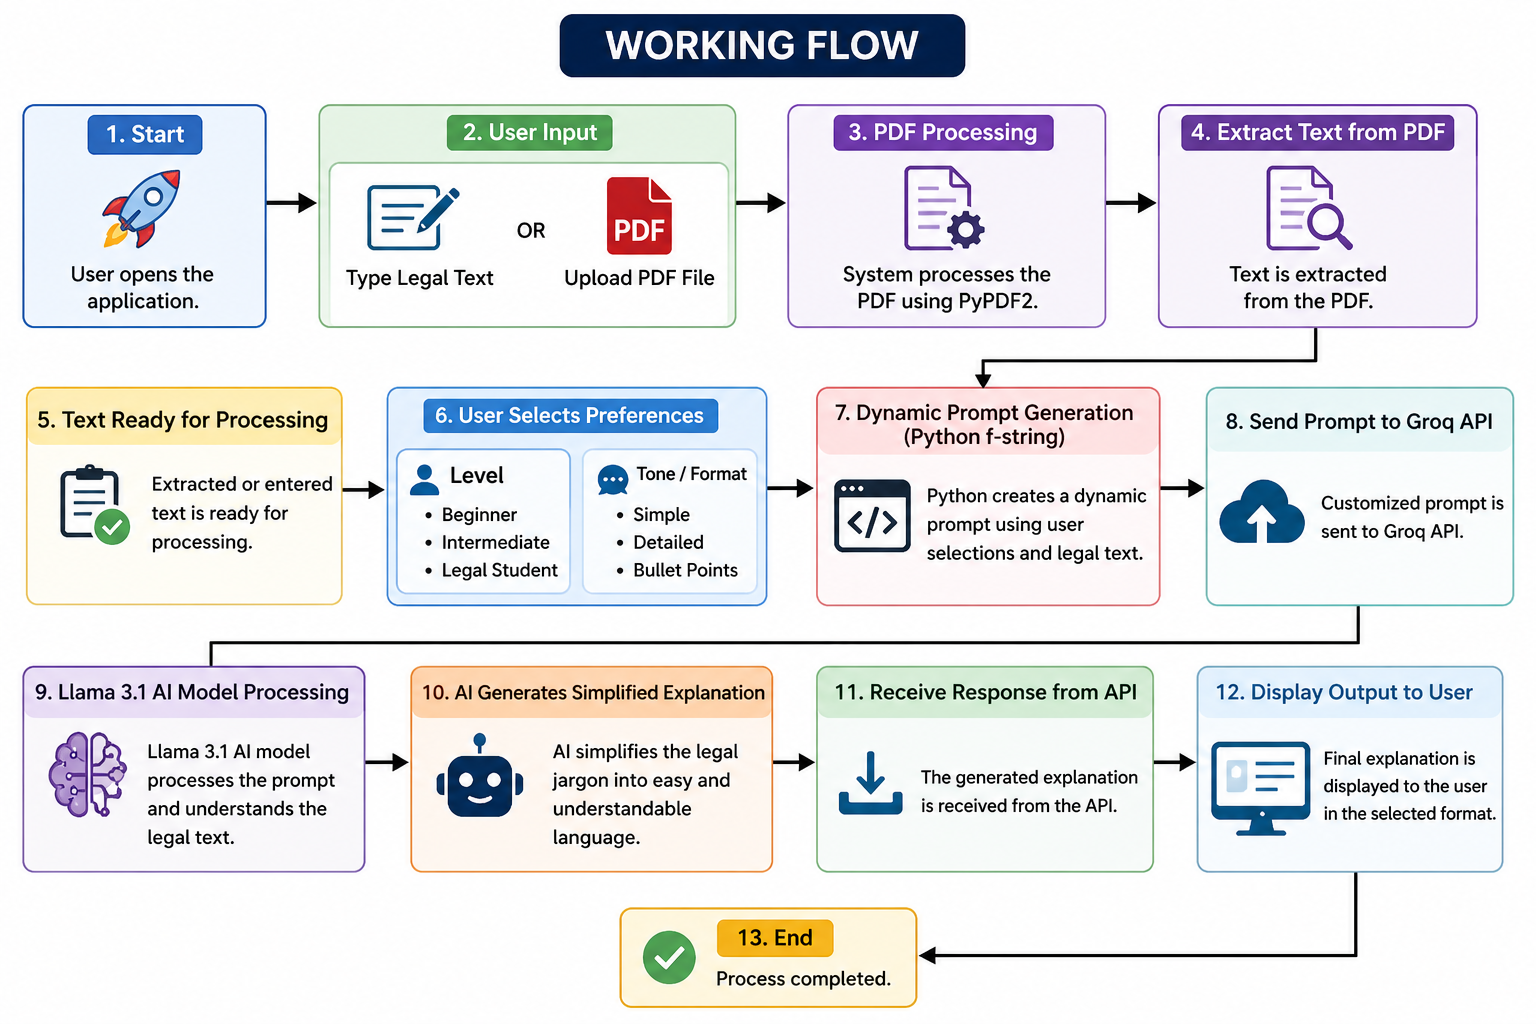 WORKING FLOW
1. Start
User opens the
application.
2. User Input
Type Legal Text
OR
PDF
Upload PDF File
3. PDF Processing
System processes the
PDF using PyPDF2.
4. Extract Text from PDF
Text is extracted
from the PDF.
5. Text Ready for Processing
Extracted or entered
text is ready for
processing.
6. User Selects Preferences
Level
• Beginner
• Intermediate
• Legal Student
Tone / Format
• Simple
• Detailed
• Bullet Points
7. Dynamic Prompt Generation
(Python f-string)
</>
Python creates a dynamic
prompt using user
selections and legal text.
8. Send Prompt to Groq API
Customized prompt is
sent to Groq API.
9. Llama 3.1 AI Model Processing
Llama 3.1 AI model
processes the prompt
and understands the
legal text.
10. AI Generates Simplified Explanation
AI simplifies the legal
jargon into easy and
understandable
language.
11. Receive Response from API
The generated explanation
is received from the API.
12. Display Output to User
Final explanation is
displayed to the user
in the selected format.
13. End
Process completed.